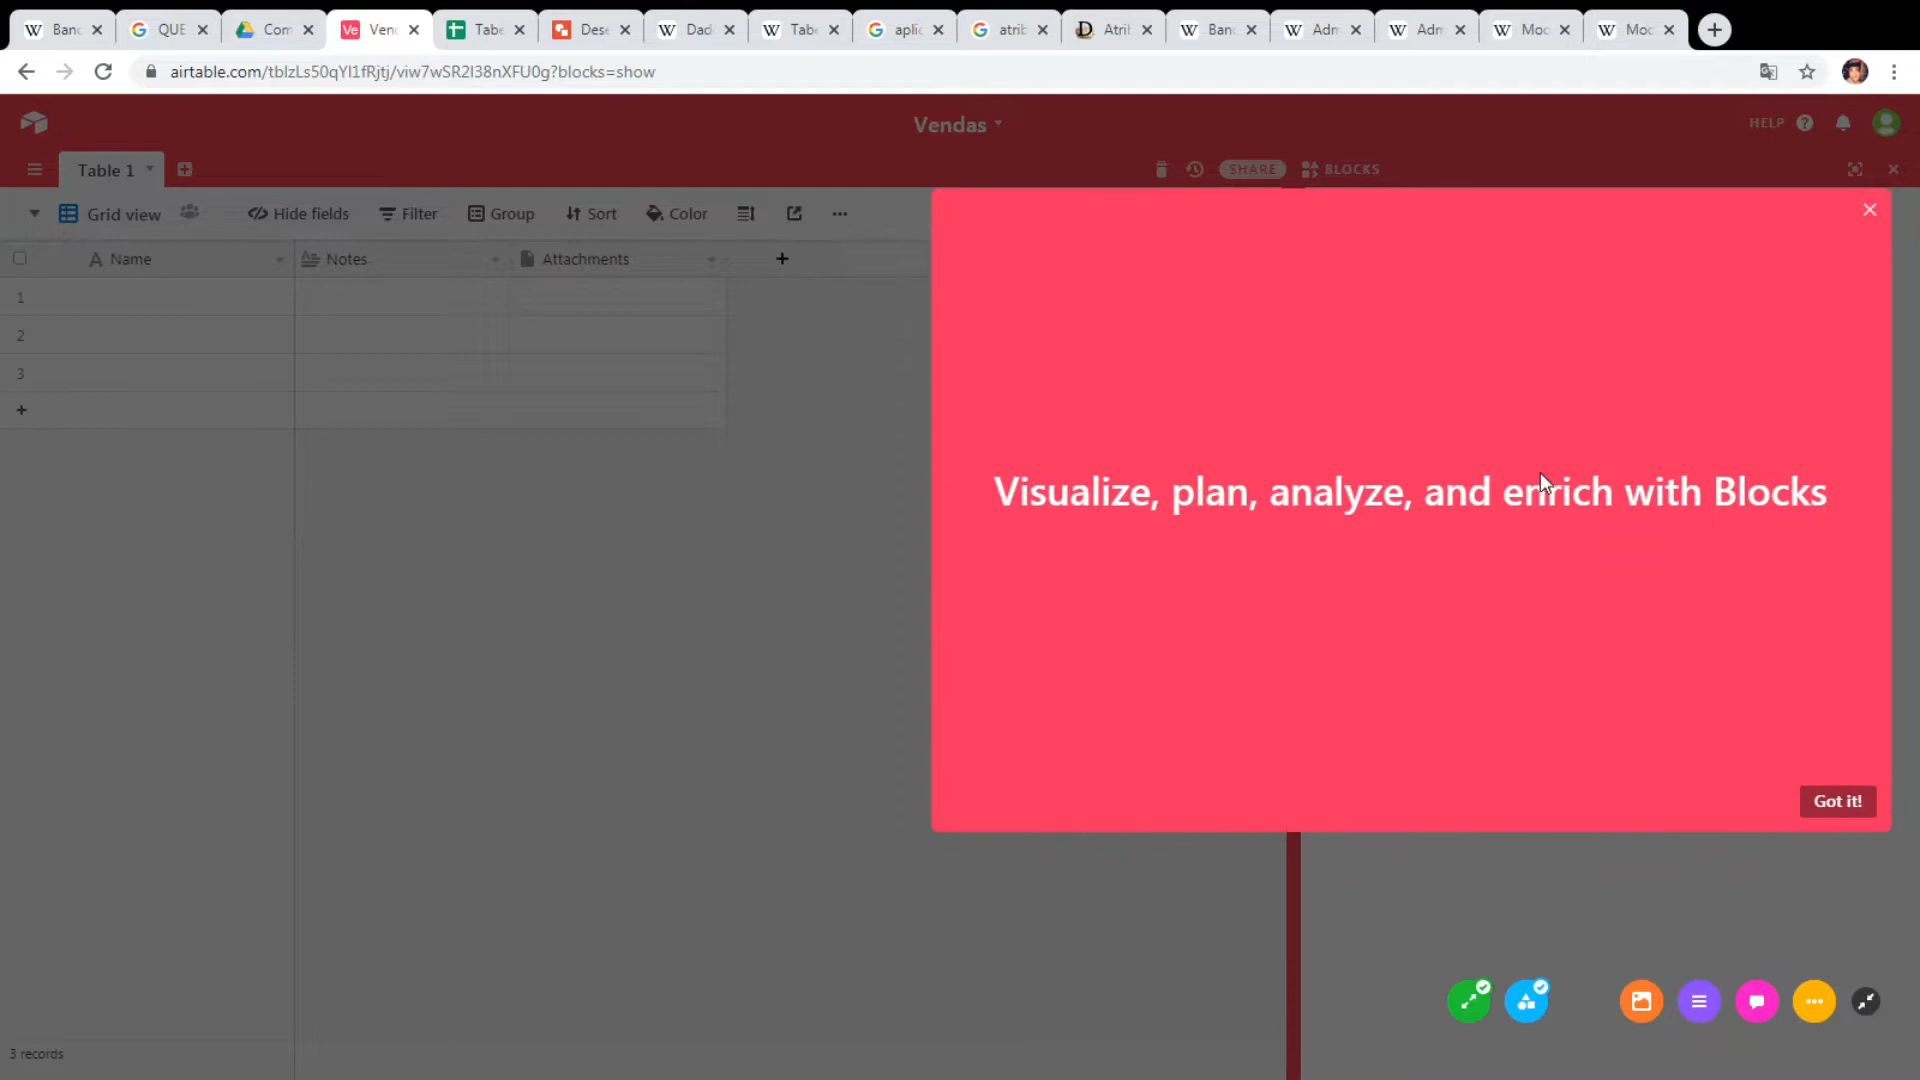 Banc QUE Com Venc Tabe Dese Dad Tabe aplic atrib Atril Banc Adm Adm Moc Moc
airtable.com/tblzLs50qYl1fRjtj/viw7wSR2I38nXFU0g?blocks=show
Vendas HELP
Table 1 SHARE BLOCKS
Grid view Hide fields Filter Group Sort Color
Name Notes Attachments
1
2
3
Visualize, plan, analyze, and enrich with Blocks
Got it!
3 records